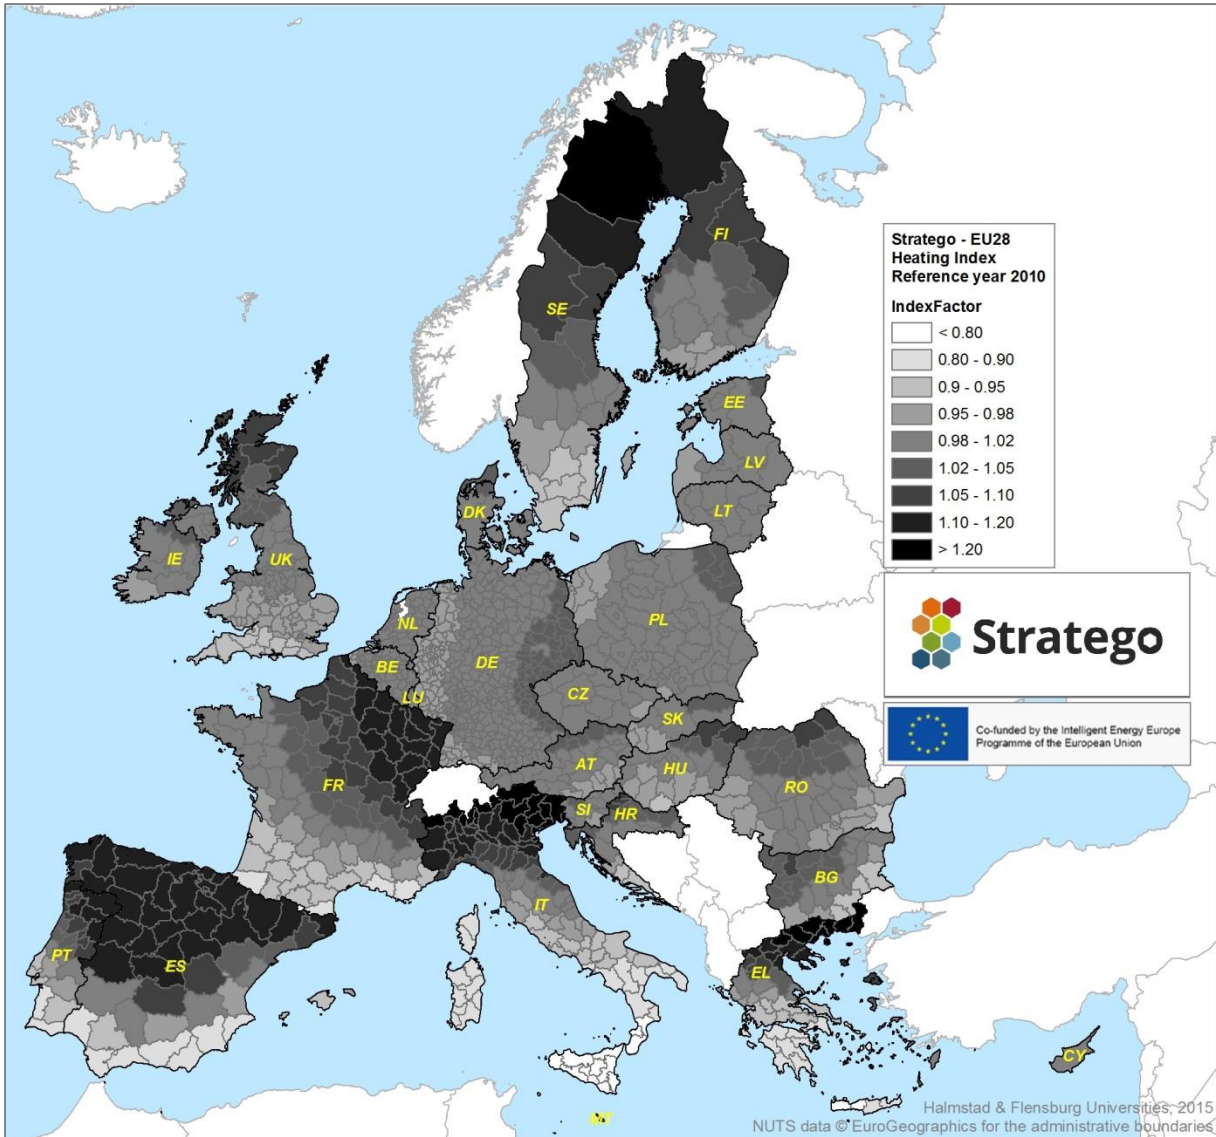 Stratego - EU28
Heating Index
Reference year 2010
IndexFactor
< 0.80
0.80 - 0.90
0.9 - 0.95
0.95 - 0.98
0.98 - 1.02
1.02 - 1.05
1.05 - 1.10
1.10 - 1.20
> 1.20
Stratego
Co-funded by the Intelligent Energy Europe
Programme of the European Union
FI
SE
EE
LV
LT
DK
IE
UK
NL
PL
BE
DE
LU
CZ
SK
AT
HU
FR
RO
SI
HR
BG
IT
PT
ES
EL
CY
MT
Halmstad & Flensburg Universities, 2015
NUTS data © EuroGeographics for the administrative boundaries